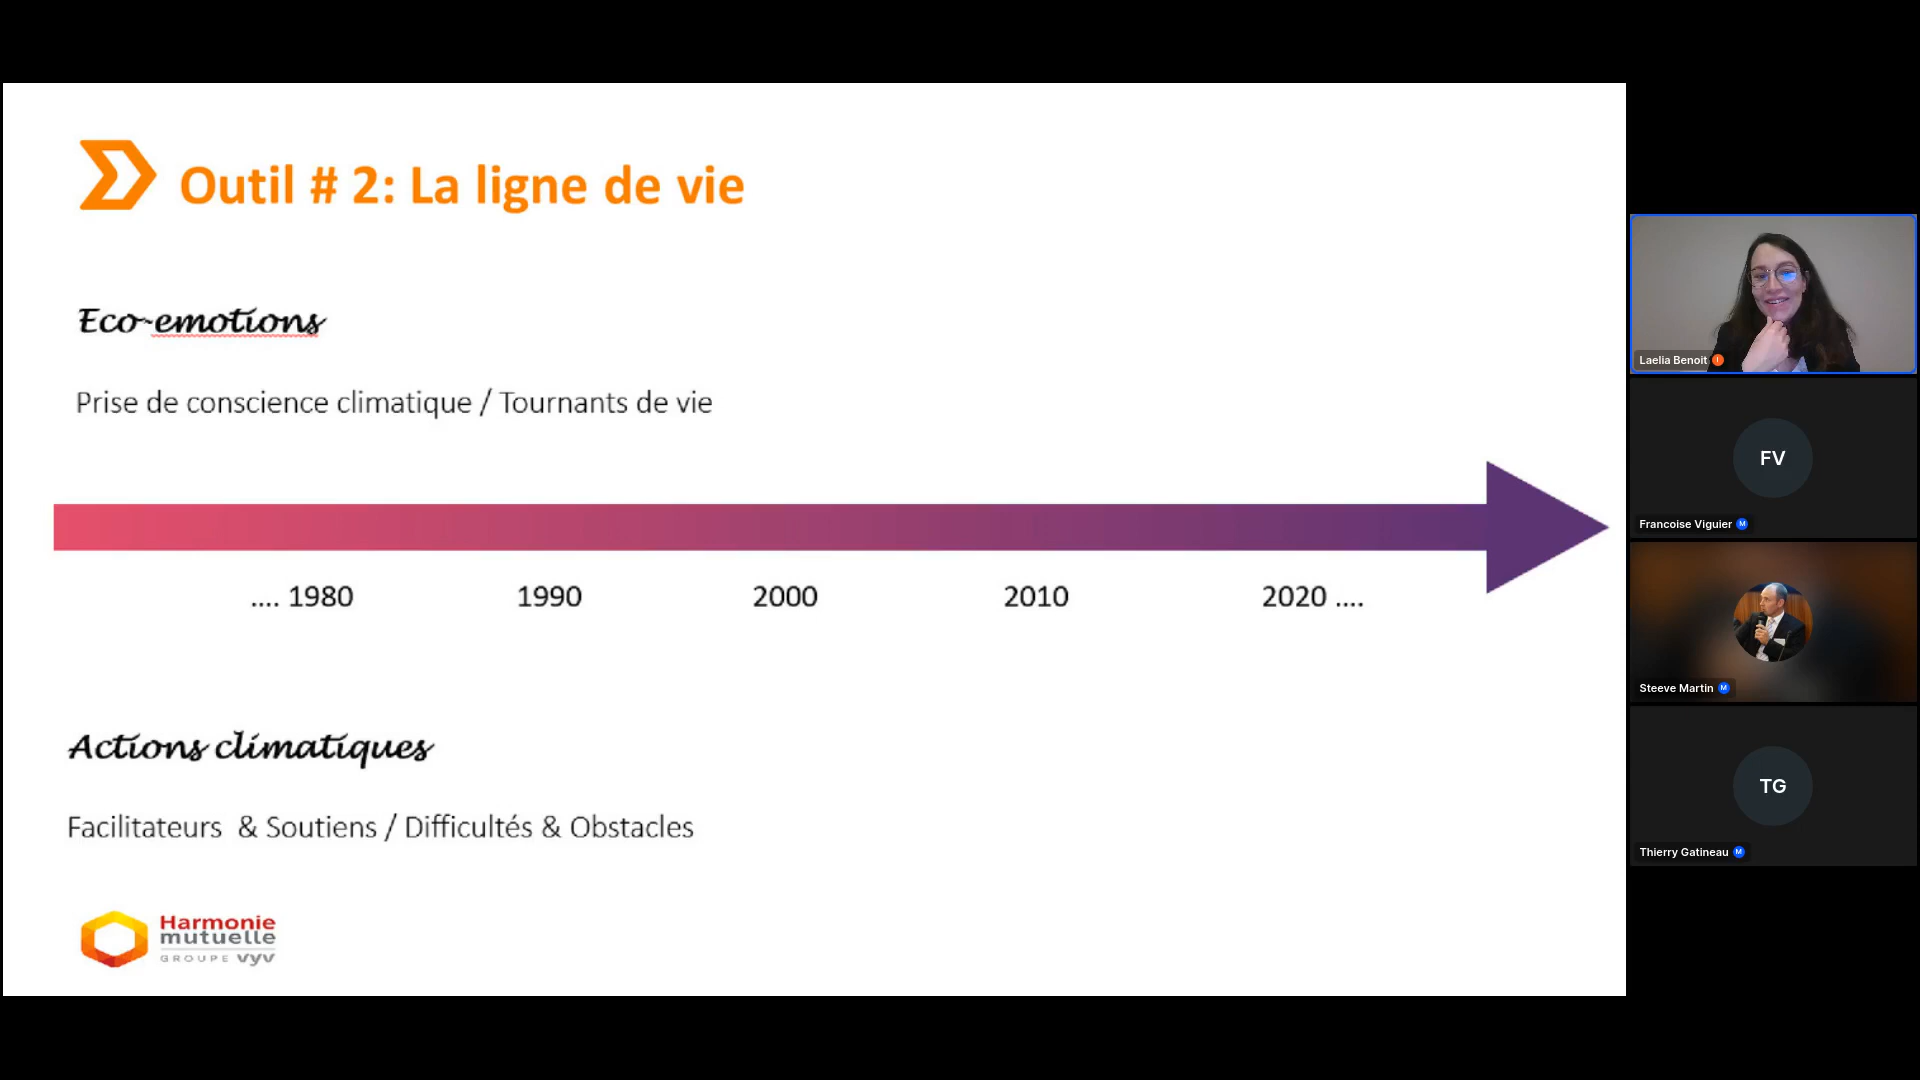 Outil # 2: La ligne de vie
Eco-emotions
Prise de conscience climatique / Tournants de vie
.... 1980 1990 2000 2010 2020 ....
Actions climatiques
Facilitateurs & Soutiens / Difficultés & Obstacles
Harmonie
mutuelle
GROUPE vyv
Laelia Benoit I
FV
Francoise Viguier M
Steeve Martin M
TG
Thierry Gatineau M